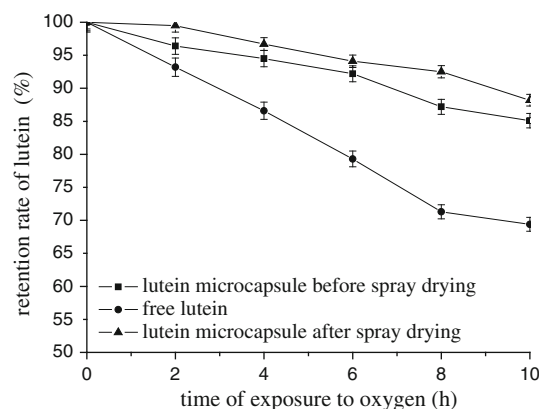 100
95
90
85
80
75
70
65
60
55
50
retention rate of lutein (%)
lutein microcapsule before spray drying
free lutein
lutein microcapsule after spray drying
0 2 4 6 8 10
time of exposure to oxygen (h)